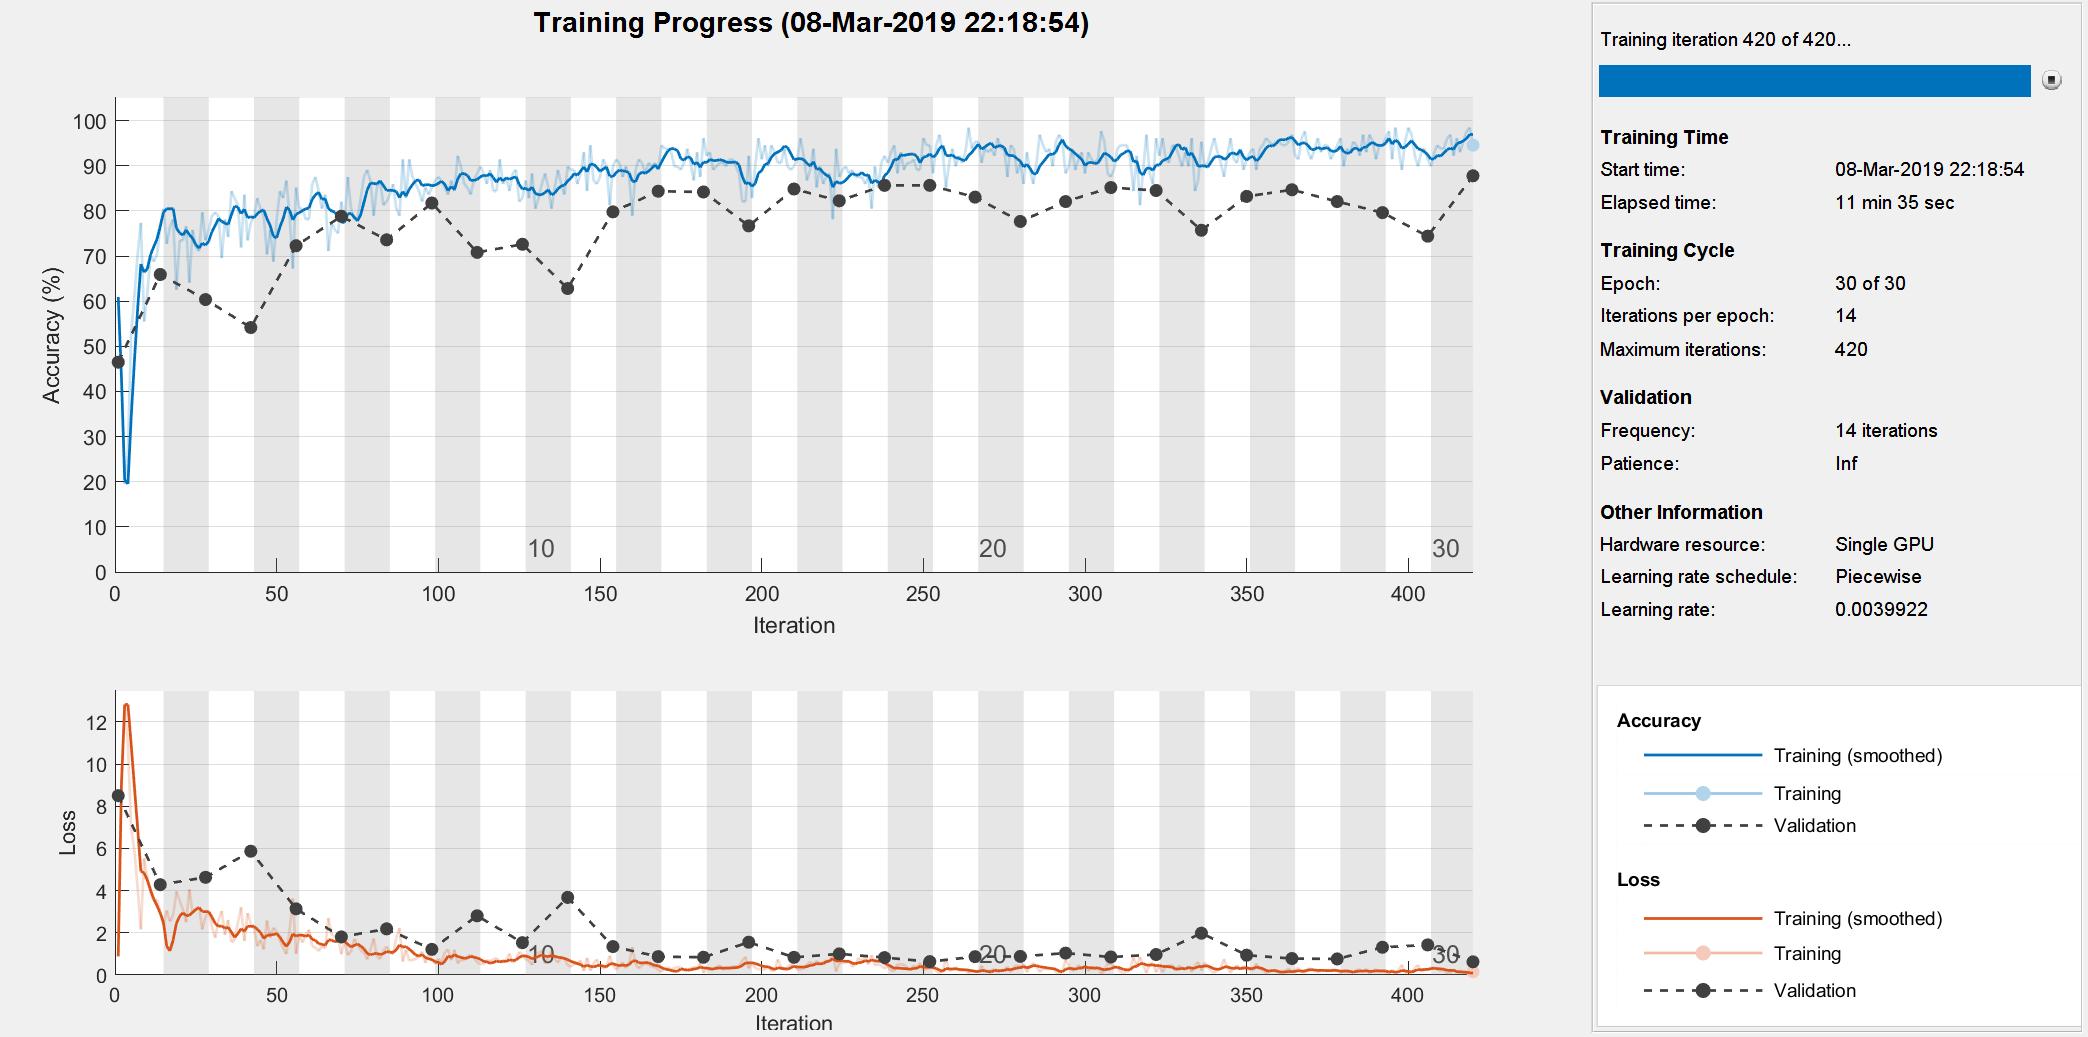 Training Progress (08-Mar-2019 22:18:54)
100
90
80
70
60
50
40
30
20
10
0
Accuracy (%)
10
20
30
0
50
100
150
200
250
300
350
400
Iteration
12
10
8
6
4
2
0
Loss
10
20
30
0
50
100
150
200
250
300
350
400
Iteration
Training iteration 420 of 420...
Training Time
Start time: 08-Mar-2019 22:18:54
Elapsed time: 11 min 35 sec
Training Cycle
Epoch: 30 of 30
Iterations per epoch: 14
Maximum iterations: 420
Validation
Frequency: 14 iterations
Patience: Inf
Other Information
Hardware resource: Single GPU
Learning rate schedule: Piecewise
Learning rate: 0.0039922
Accuracy
Training (smoothed)
Training
Validation
Loss
Training (smoothed)
Training
Validation